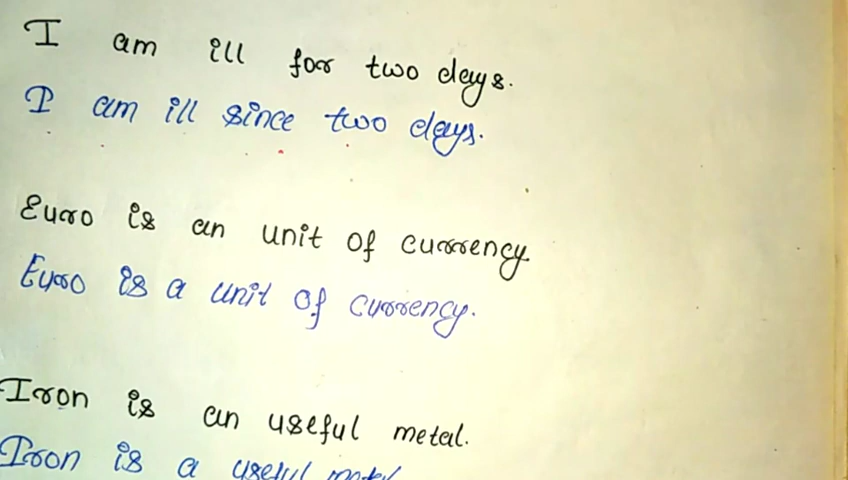 I am ill for two days.
I am ill since two days.
Euro is an unit of currency
Euro is a unit of currency.
Iron is an useful metal.
Iron is a useful metal